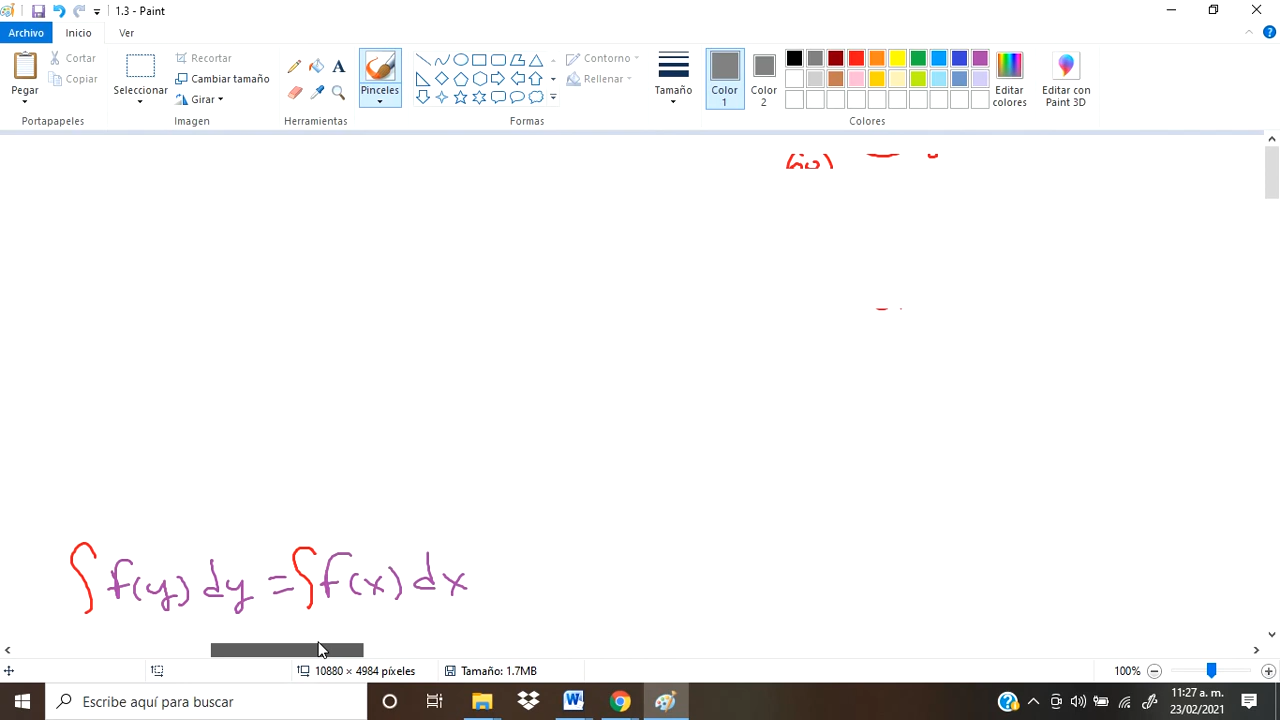 1.3 - Paint
Archivo Inicio Ver
Pegar
Cortar
Copiar
Portapapeles
Seleccionar
Recortar
Cambiar tamaño
Girar
Imagen
A
Herramientas
Pinceles
Contorno
Rellenar
Formas
Tamaño
Color 1
Color 2
Editar colores
Editar con Paint 3D
Colores
∫ f(y) dy = ∫ f(x) dx
10880 × 4984 píxeles
Tamaño: 1.7MB
100%
Escribe aquí para buscar
11:27 a. m.
23/02/2021